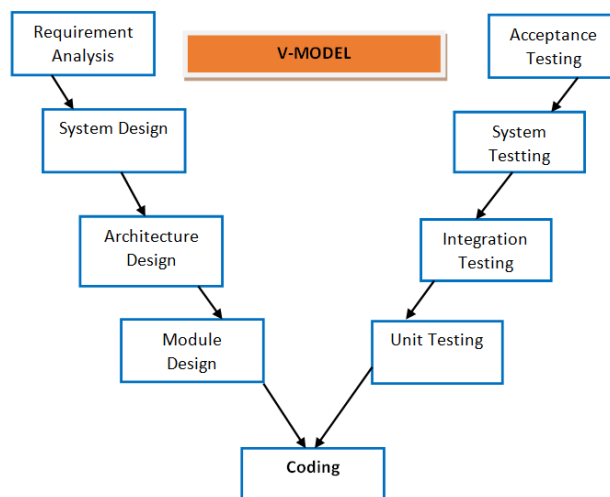 Requirement
Analysis
V-MODEL
Acceptance
Testing
System Design
System
Testting
Architecture
Design
Integration
Testing
Module
Design
Unit Testing
Coding